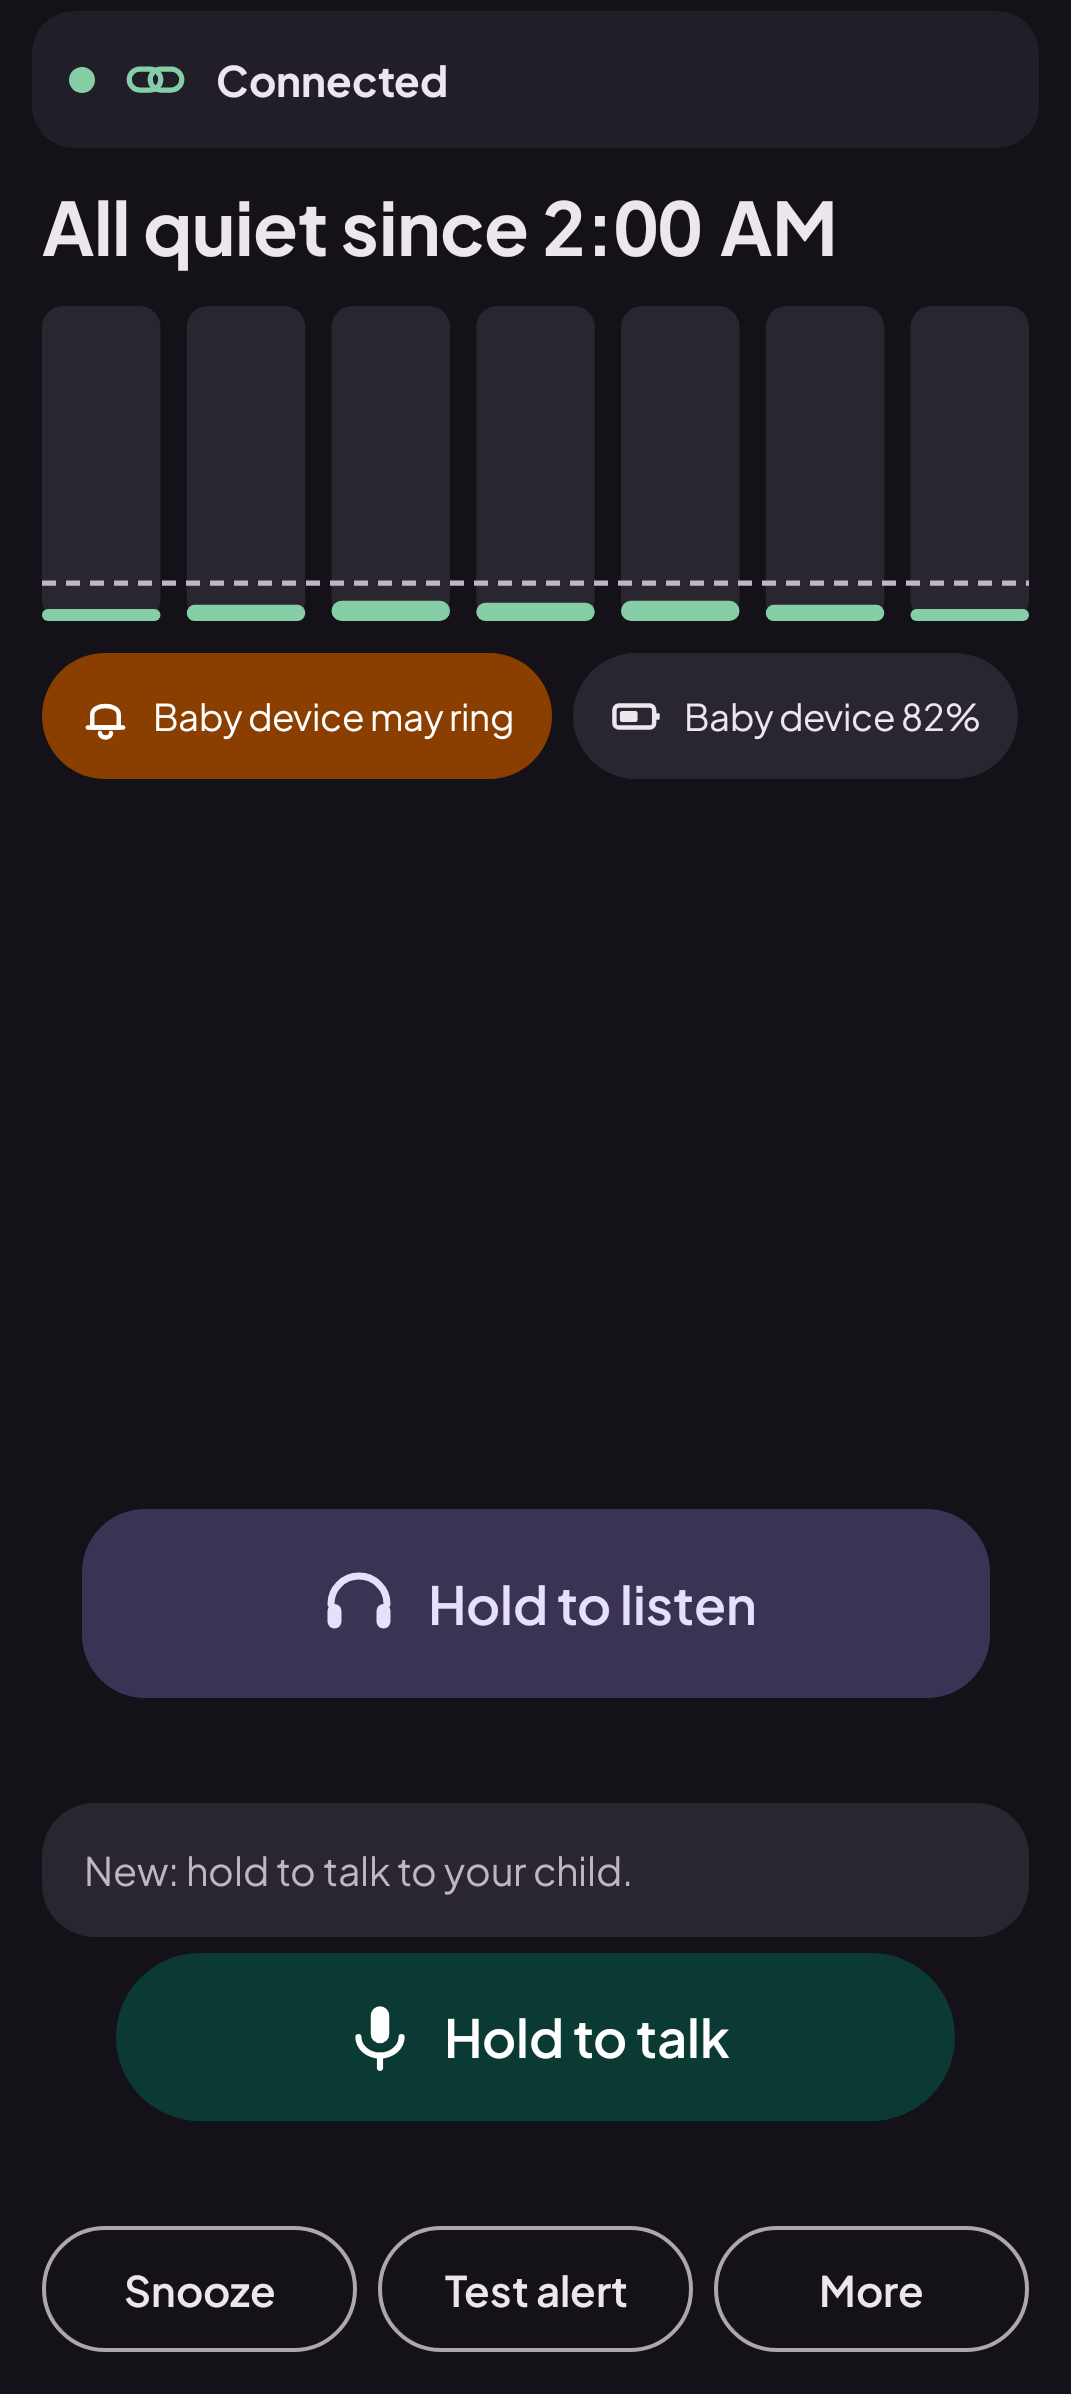 Connected
All quiet since 2:00 AM
Baby device may ring
Baby device 82%
Hold to listen
New: hold to talk to your child.
Hold to talk
Snooze
Test alert
More